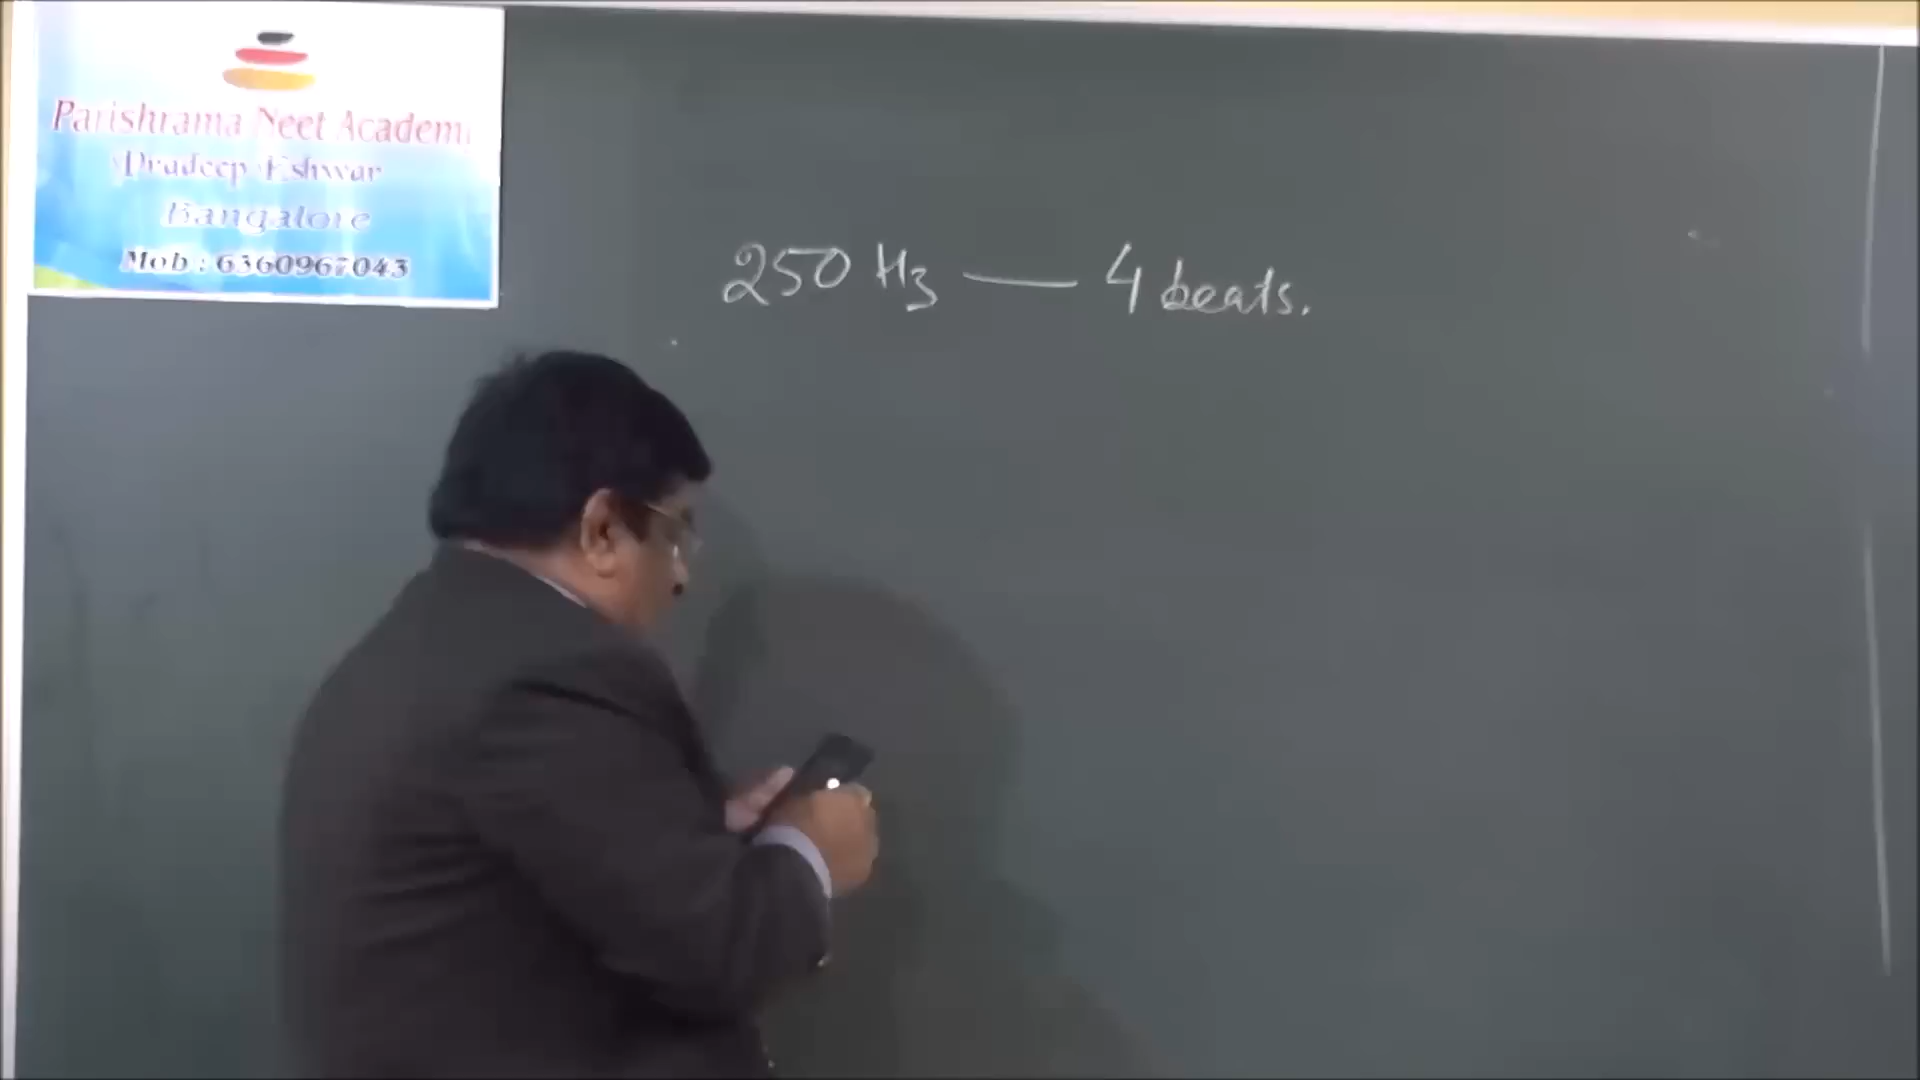 Parishrama Neet Academ
Pradeep Eshwar
Bangalore
Mob : 6360967043
250 Hz — 4 beats.